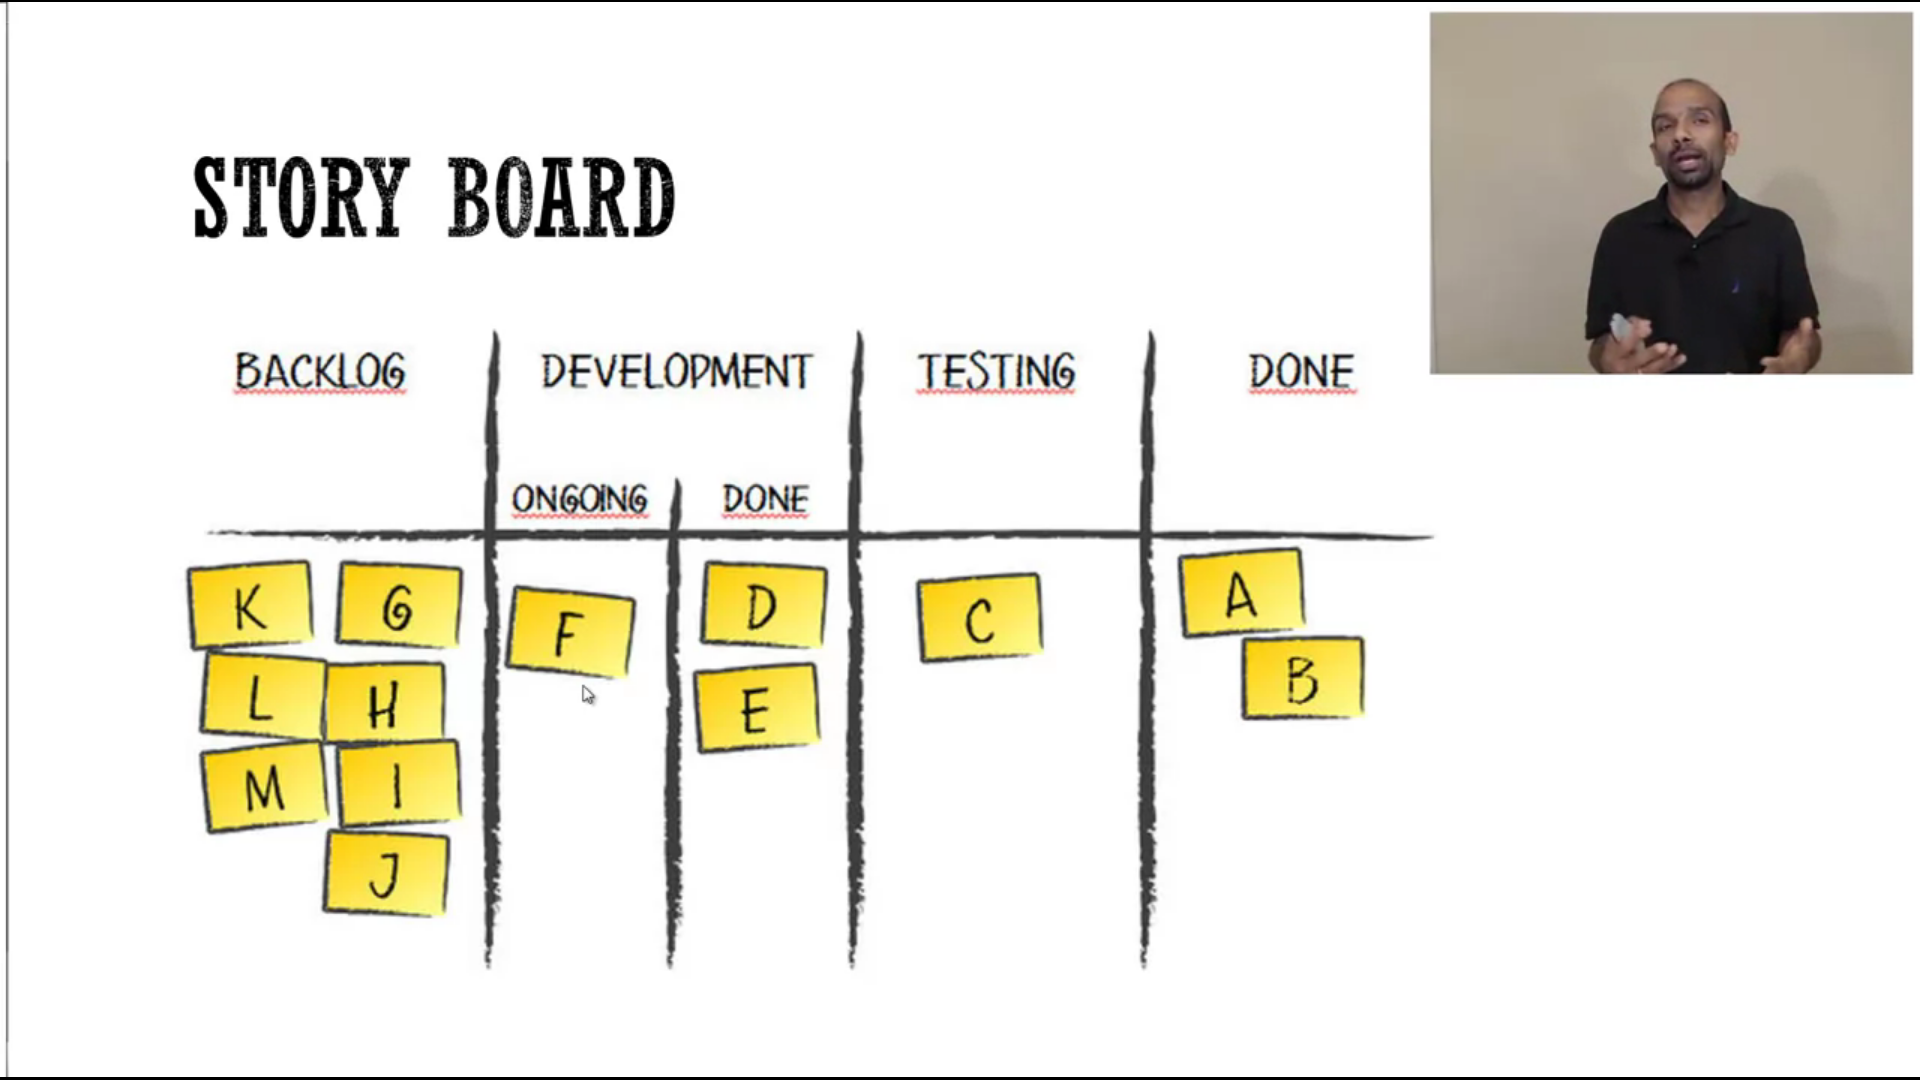 STORY BOARD
BACKLOG DEVELOPMENT TESTING DONE
ONGOING DONE
K G F D C A
L H E B
M I
J